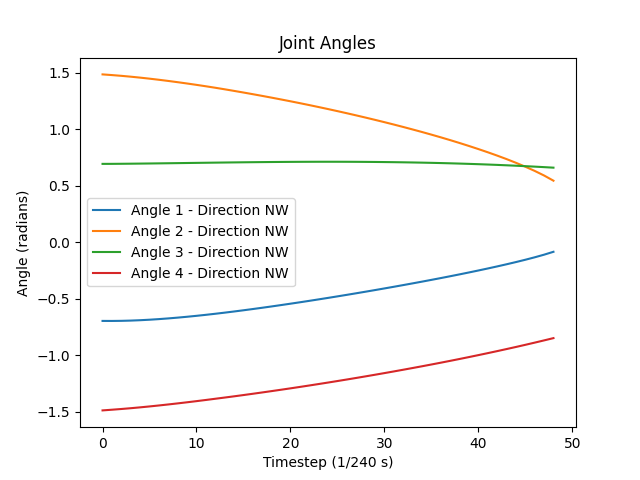 Joint Angles
Angle (radians)
1.5
1.0
0.5
0.0
−0.5
−1.0
−1.5
Angle 1 - Direction NW
Angle 2 - Direction NW
Angle 3 - Direction NW
Angle 4 - Direction NW
0 10 20 30 40 50
Timestep (1/240 s)